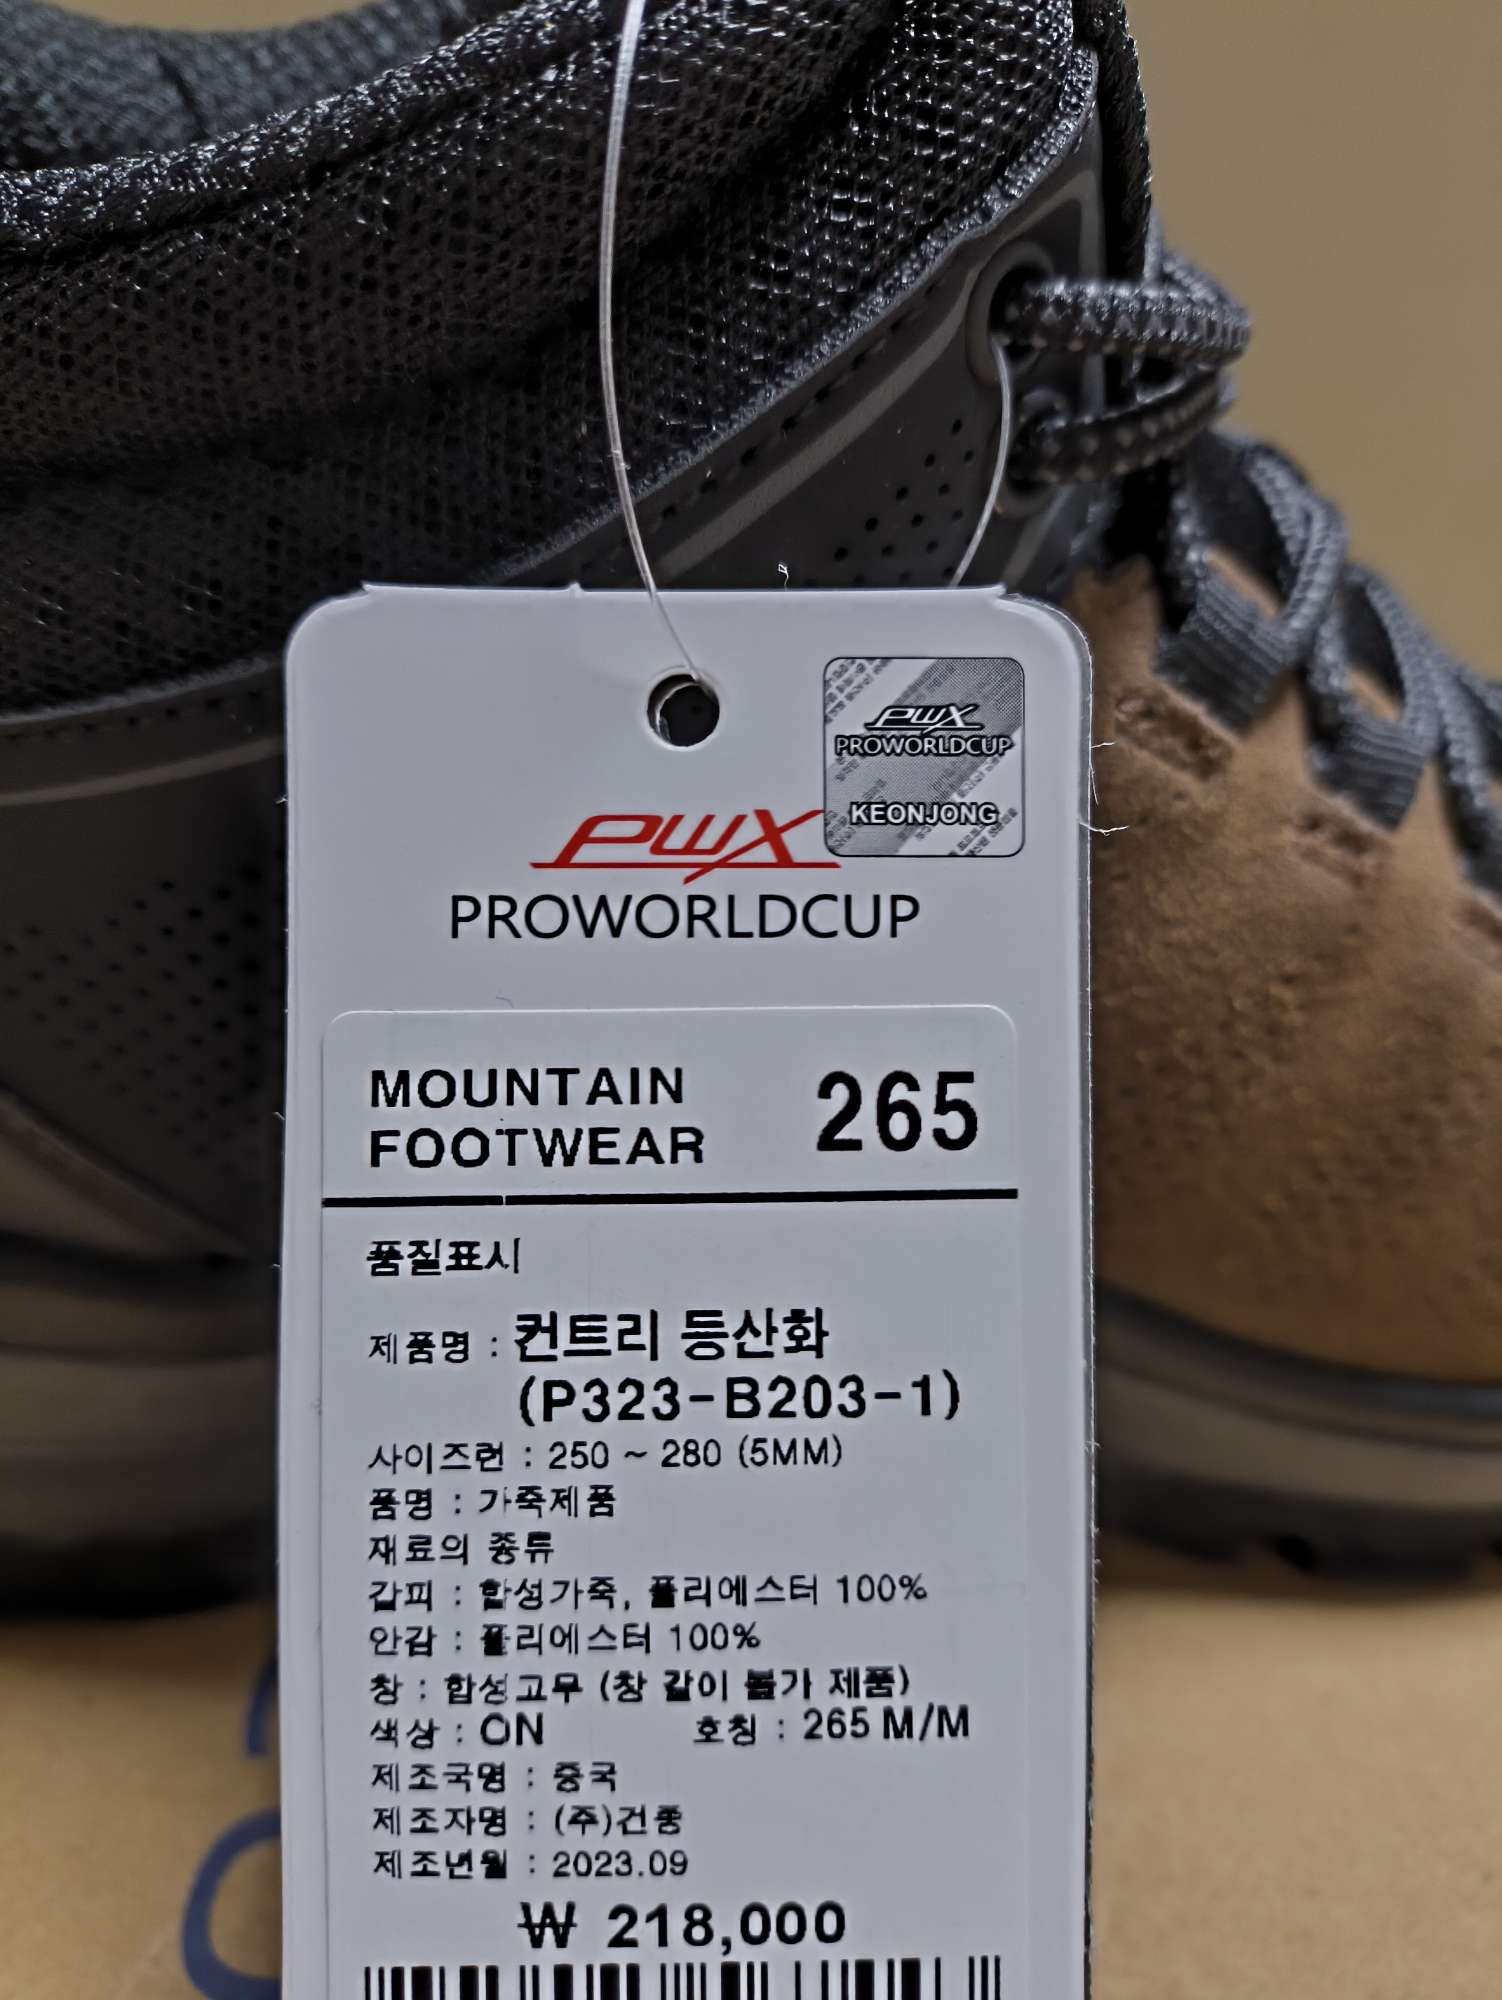 PWX
PROWORLDCUP
KEONJONG
PWX
PROWORLDCUP
MOUNTAIN
FOOTWEAR
265
품질표시
제품명 : 컨트리 등산화
(P323-B203-1)
사이즈런 : 250 ~ 280 (5MM)
품명 : 가죽제품
재료의 종류
갑피 : 합성가죽, 폴리에스터 100%
안감 : 폴리에스터 100%
창 : 합성고무 (창 갈이 불가 제품)
색상 : ON 호칭 : 265 M/M
제조국명 : 중국
제조자명 : (주)건종
제조년월 : 2023.09
₩ 218,000